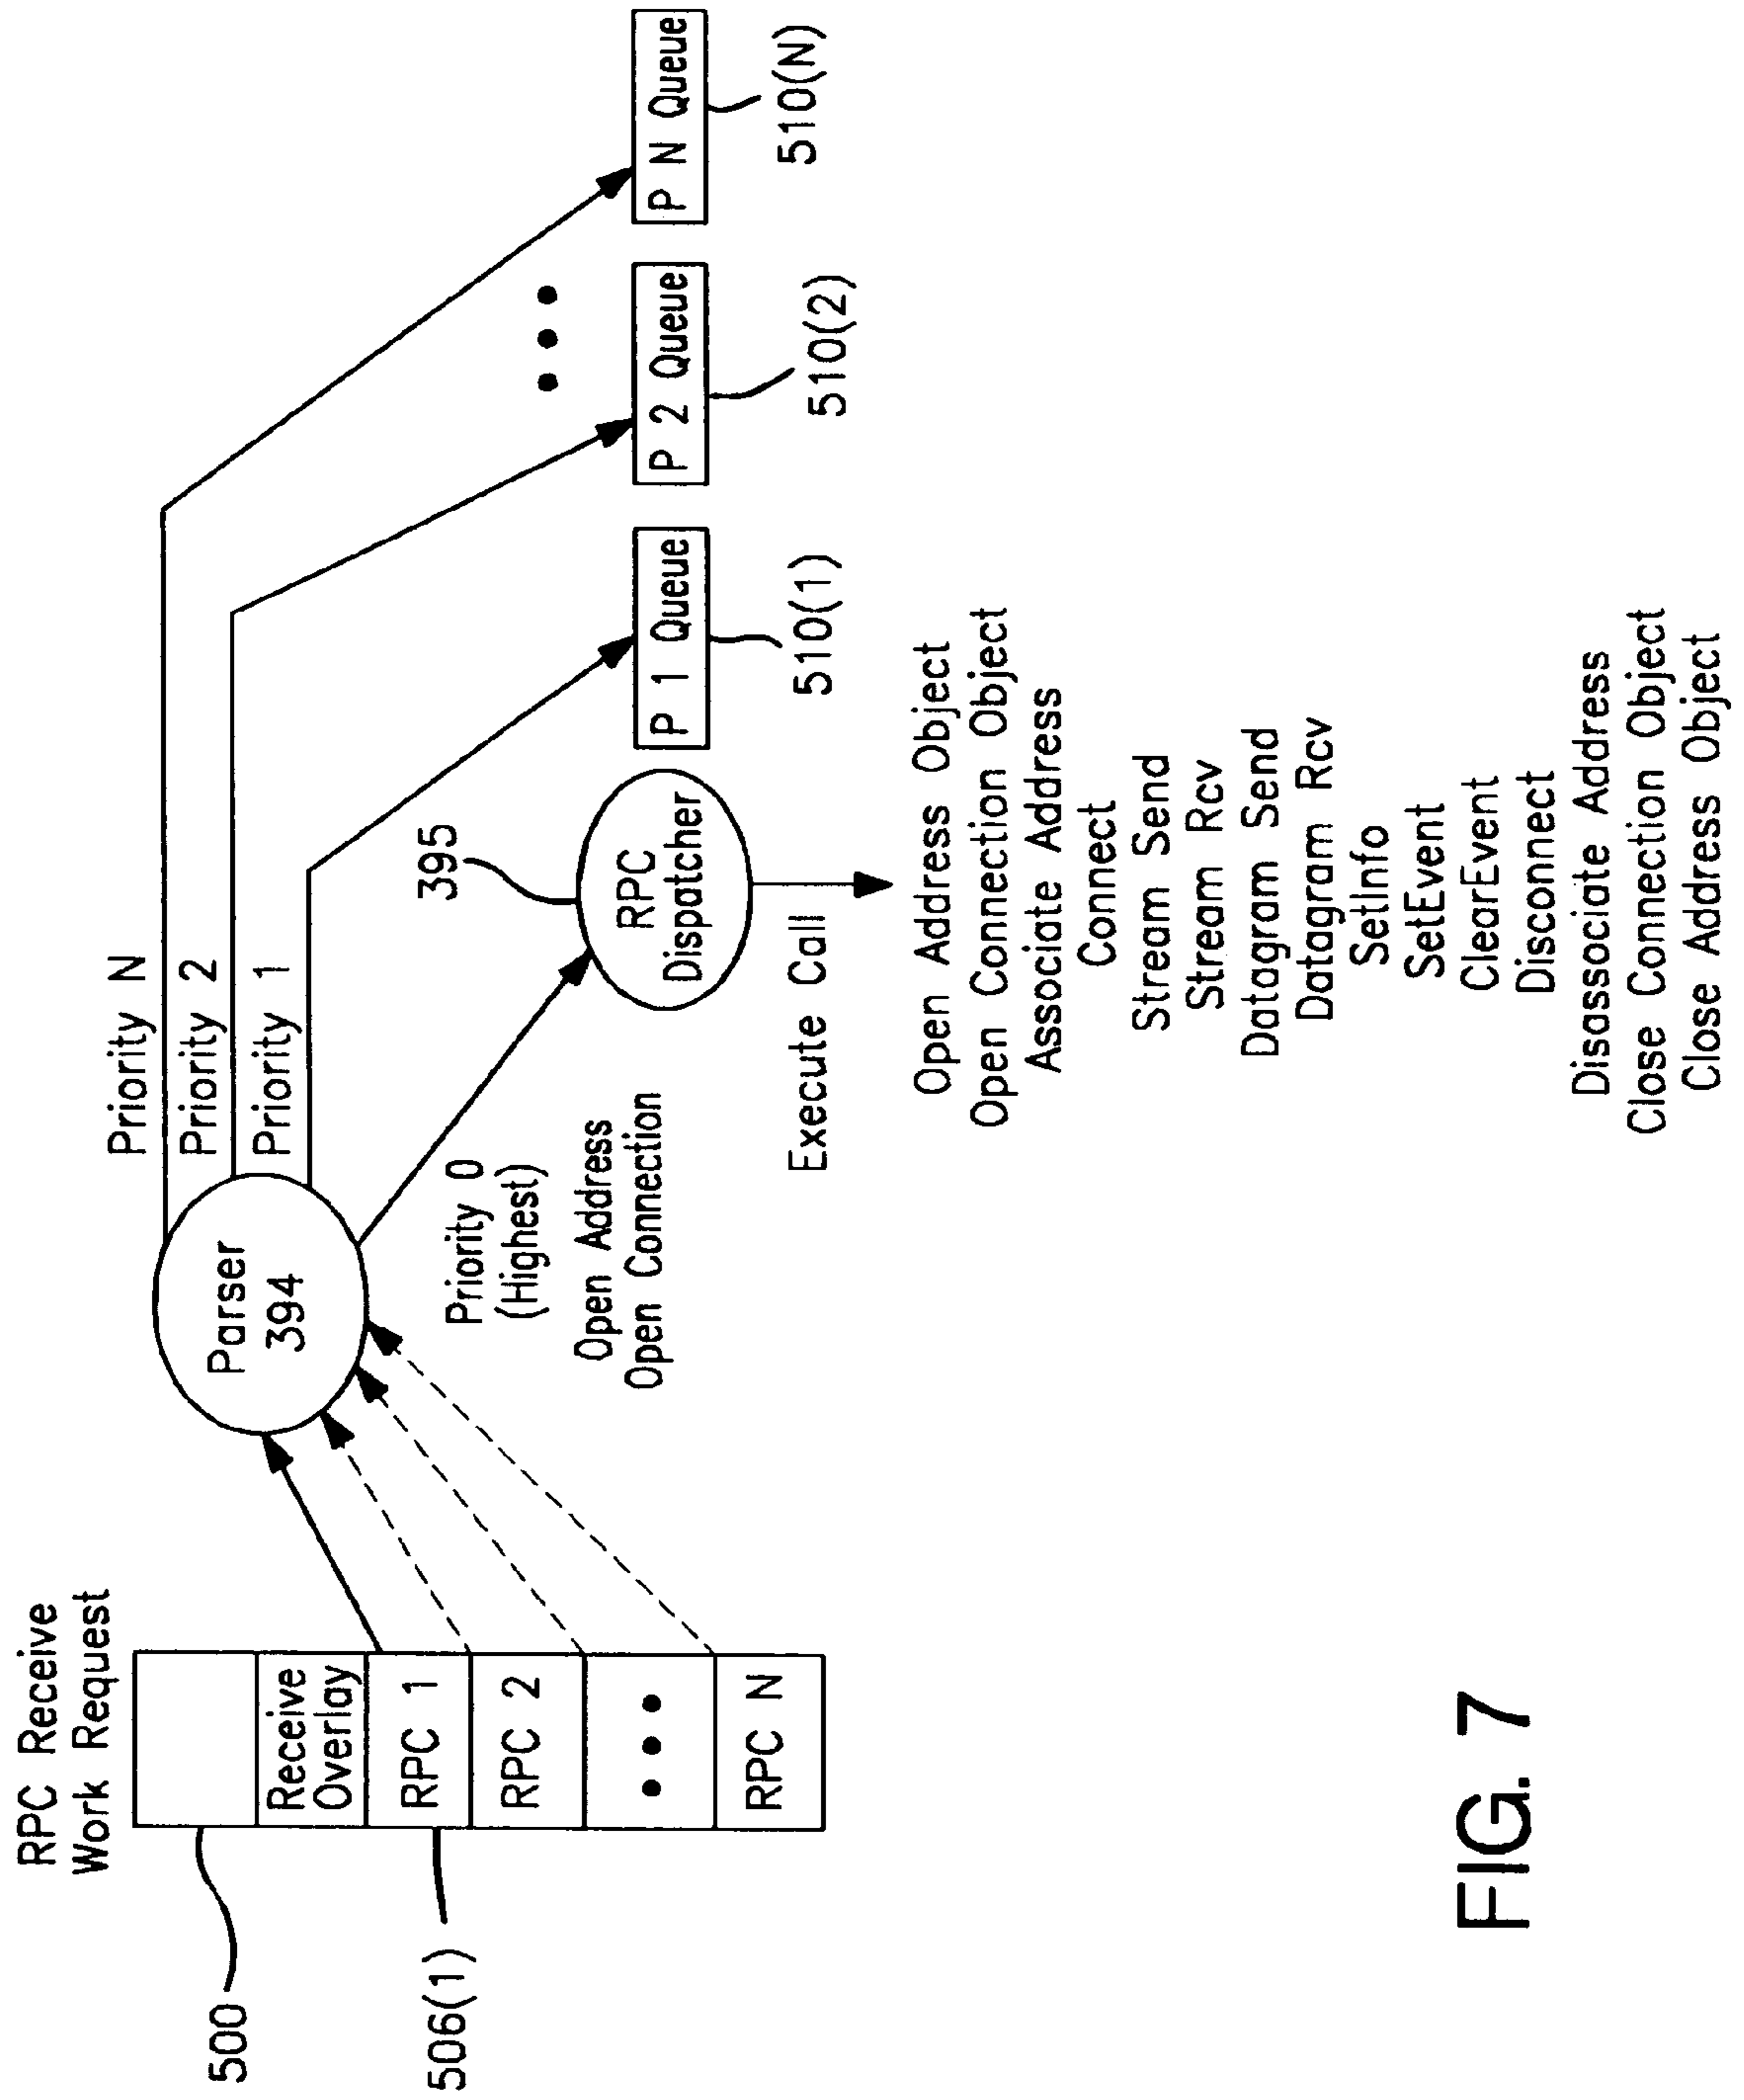 RPC Receive
Work Request
500
Receive
Overlay
506(1)
RPC 1
RPC 2
• • •
RPC N
Parser
394
Priority N
Priority 2
Priority 1
Priority 0
(Highest)
Open Address
Open Connection
395
RPC
Dispatcher
P 1 Queue
P 2 Queue
• • •
P N Queue
510(1)
510(2)
510(N)
Execute Call
Open Address Object
Open Connection Object
Associate Address
Connect
Stream Send
Stream Rcv
Datagram Send
Datagram Rcv
SetInfo
SetEvent
ClearEvent
Disconnect
Disassociate Address
Close Connection Object
Close Address Object
FIG. 7